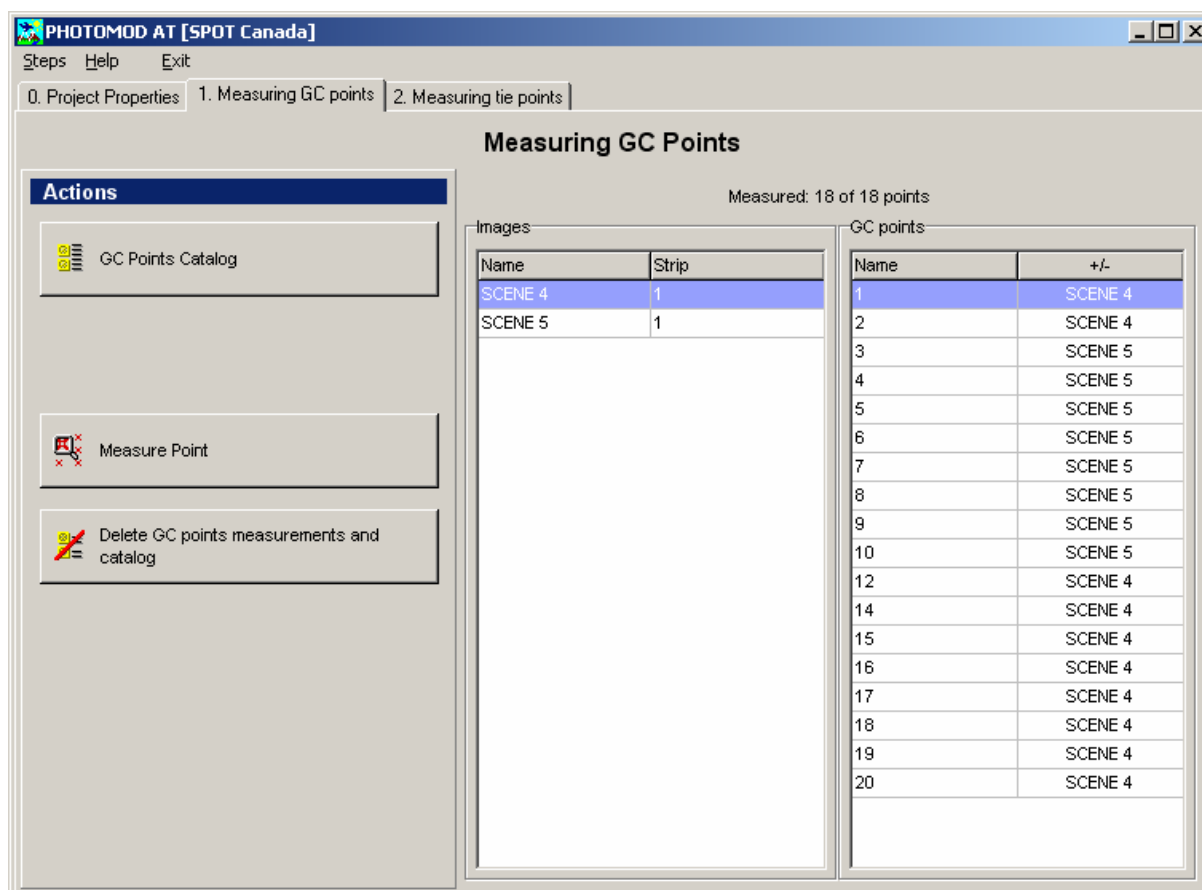 PHOTOMOD AT [SPOT Canada]
Steps Help Exit
0. Project Properties 1. Measuring GC points 2. Measuring tie points
Measuring GC Points
Actions
GC Points Catalog
Measure Point
Delete GC points measurements and
catalog
Measured: 18 of 18 points
Images
Name Strip
SCENE 4 1
SCENE 5 1
GC points
Name +/-
1 SCENE 4
2 SCENE 4
3 SCENE 5
4 SCENE 5
5 SCENE 5
6 SCENE 5
7 SCENE 5
8 SCENE 5
9 SCENE 5
10 SCENE 5
12 SCENE 4
14 SCENE 4
15 SCENE 4
16 SCENE 4
17 SCENE 4
18 SCENE 4
19 SCENE 4
20 SCENE 4